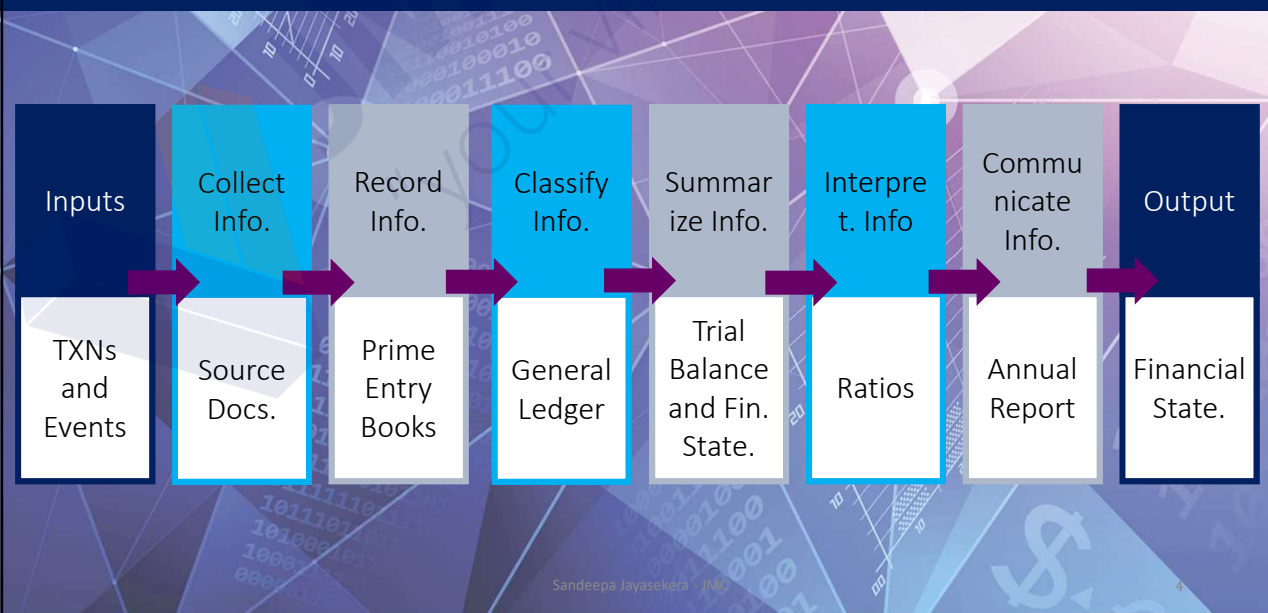 Inputs
TXNs
and
Events
Collect
Info.
Source
Docs.
Record
Info.
Prime
Entry
Books
Classify
Info.
General
Ledger
Summar
ize Info.
Trial
Balance
and Fin.
State.
Interpre
t. Info
Ratios
Commu
nicate
Info.
Annual
Report
Output
Financial
State.
Sandeepa Jayasekera - JMC
4